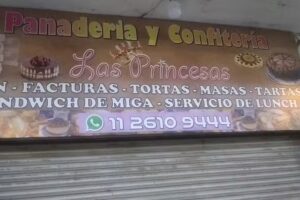 Panaderia y Confiteria
Las Princesas
N - FACTURAS - TORTAS - MASAS - TARTAS
NDWICH DE MIGA - SERVICIO DE LUNCH
11 2610 9444